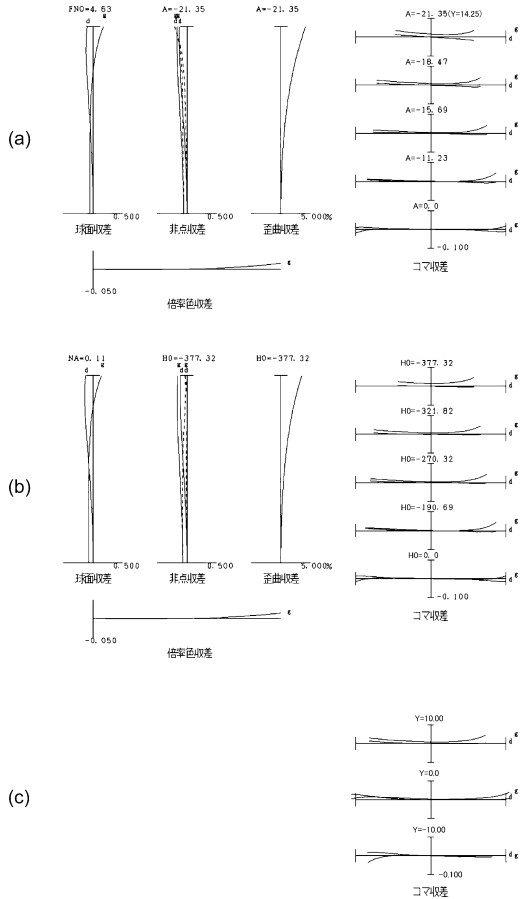 (a)
FNO=4.63
d g
0.500
球面収差
A=-21.35
g
d d
0.500
非点収差
A=-21.35
5.000%
歪曲収差
g
-0.050
倍率色収差
A=-21.35(Y=14.25)
g
d
A=-18.47
g
d
A=-15.69
g
d
A=-11.23
g
d
A=0.0
g
d
-0.100
コマ収差
(b)
NA=0.11
d g
0.500
球面収差
H0=-377.32
g g
d d
0.500
非点収差
H0=-377.32
5.000%
歪曲収差
g
-0.050
倍率色収差
H0=-377.32
g
d
H0=-321.82
g
d
H0=-270.32
g
d
H0=-190.69
g
d
H0=0.0
g
d
-0.100
コマ収差
(c)
Y=10.00
g
d
Y=0.0
g
d
Y=-10.00
d g
-0.100
コマ収差